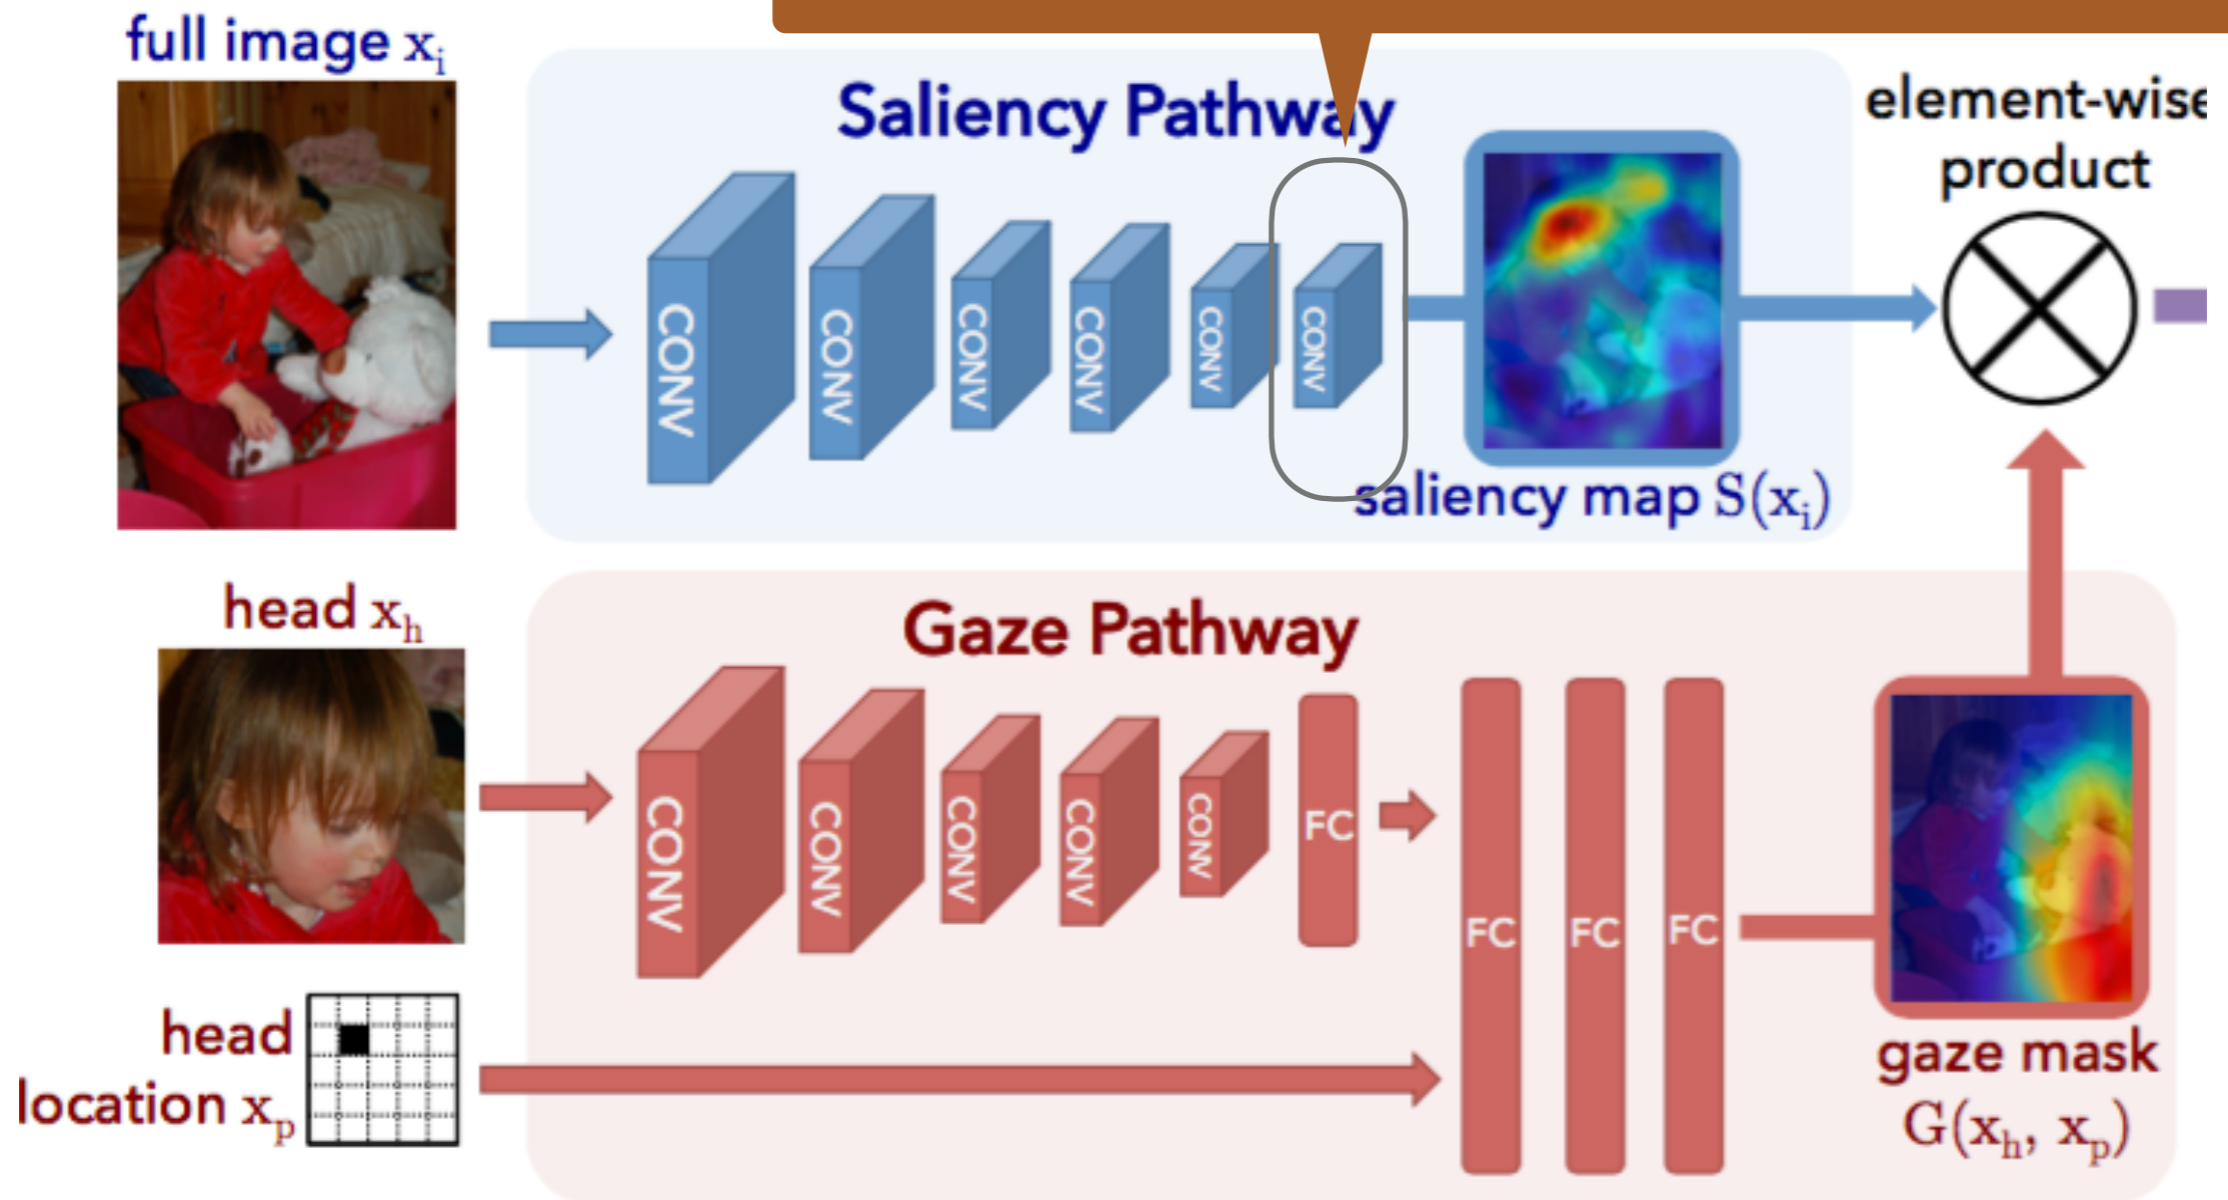 full image xᵢ
Saliency Pathway
element-wise
product
CONV
CONV
CONV
CONV
CONV
CONV
saliency map S(xᵢ)
head xₕ
Gaze Pathway
CONV
CONV
CONV
CONV
CONV
FC
FC
FC
FC
head
location xₚ
gaze mask
G(xₕ, xₚ)